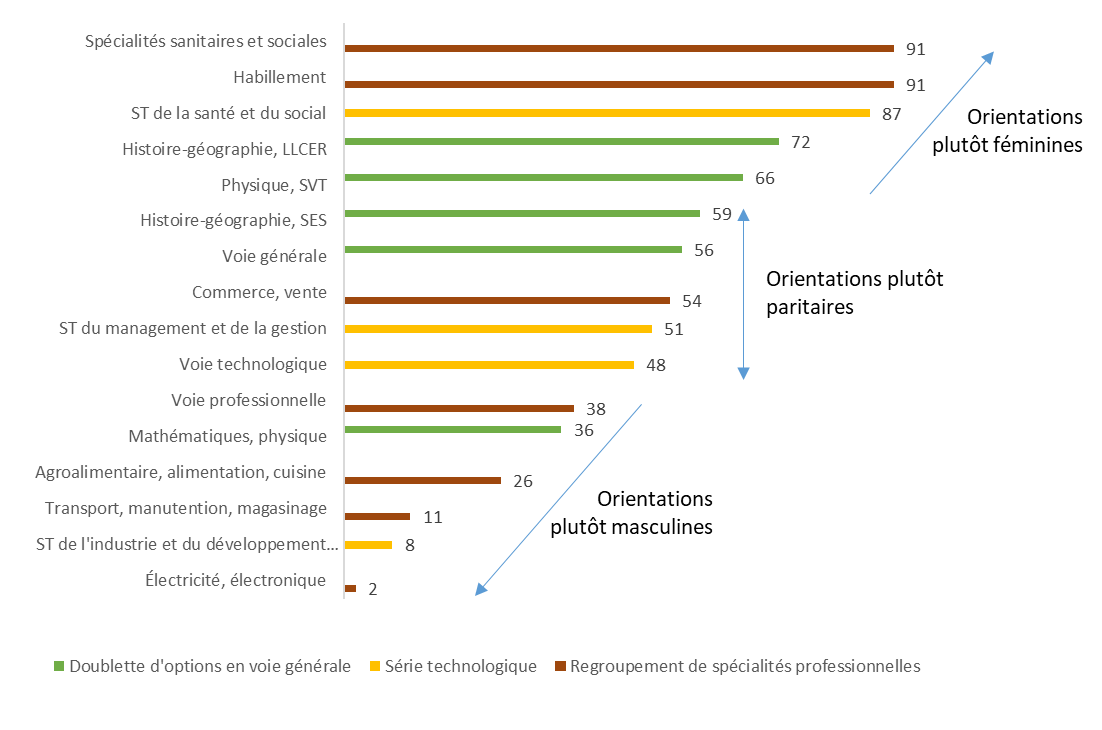 Spécialités sanitaires et sociales 91
Habillement 91
ST de la santé et du social 87
Histoire-géographie, LLCER 72
Physique, SVT 66
Histoire-géographie, SES 59
Voie générale 56
Commerce, vente 54
ST du management et de la gestion 51
Voie technologique 48
Voie professionnelle 38
Mathématiques, physique 36
Agroalimentaire, alimentation, cuisine 26
Transport, manutention, magasinage 11
ST de l'industrie et du développement... 8
Électricité, électronique 2
Orientations
plutôt féminines
Orientations plutôt
paritaires
Orientations
plutôt masculines
Doublette d'options en voie générale Série technologique Regroupement de spécialités professionnelles